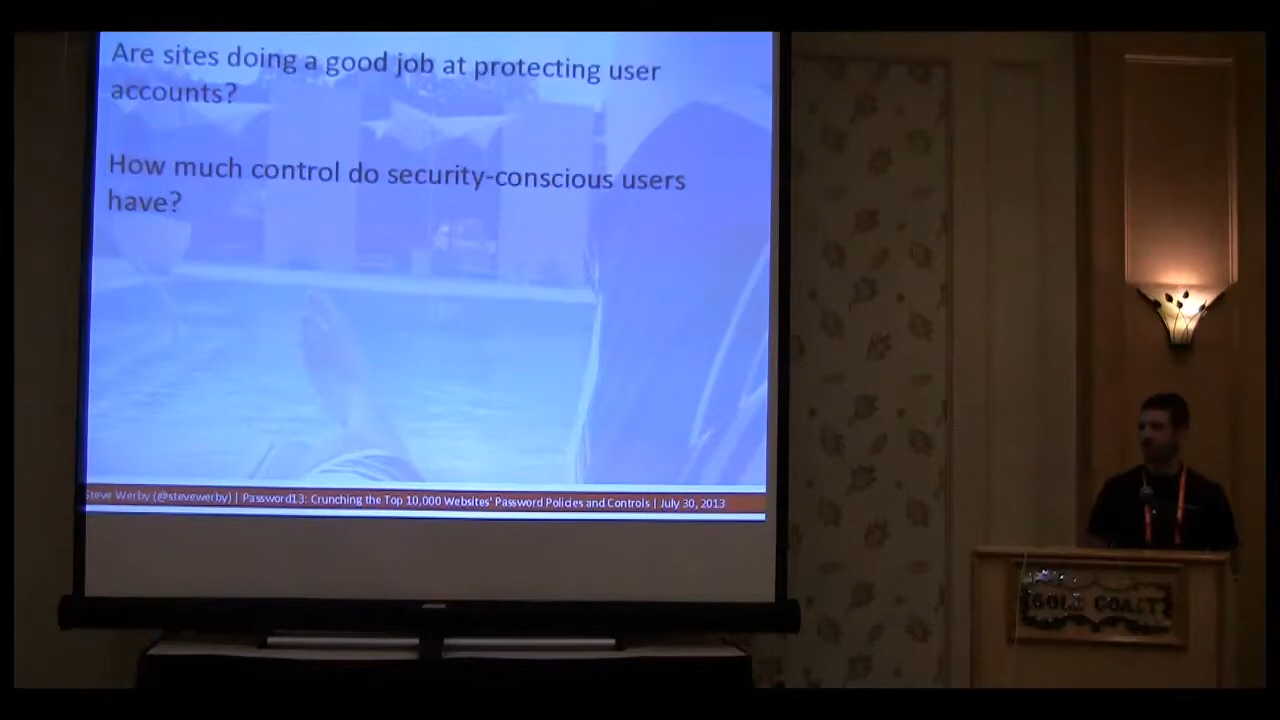 Are sites doing a good job at protecting user
accounts?
How much control do security-conscious users
have?
Steve Werby (@stevewerby) | Password13: Crunching the Top 10,000 Websites' Password Policies and Controls | July 30, 2013
GOLD COAST